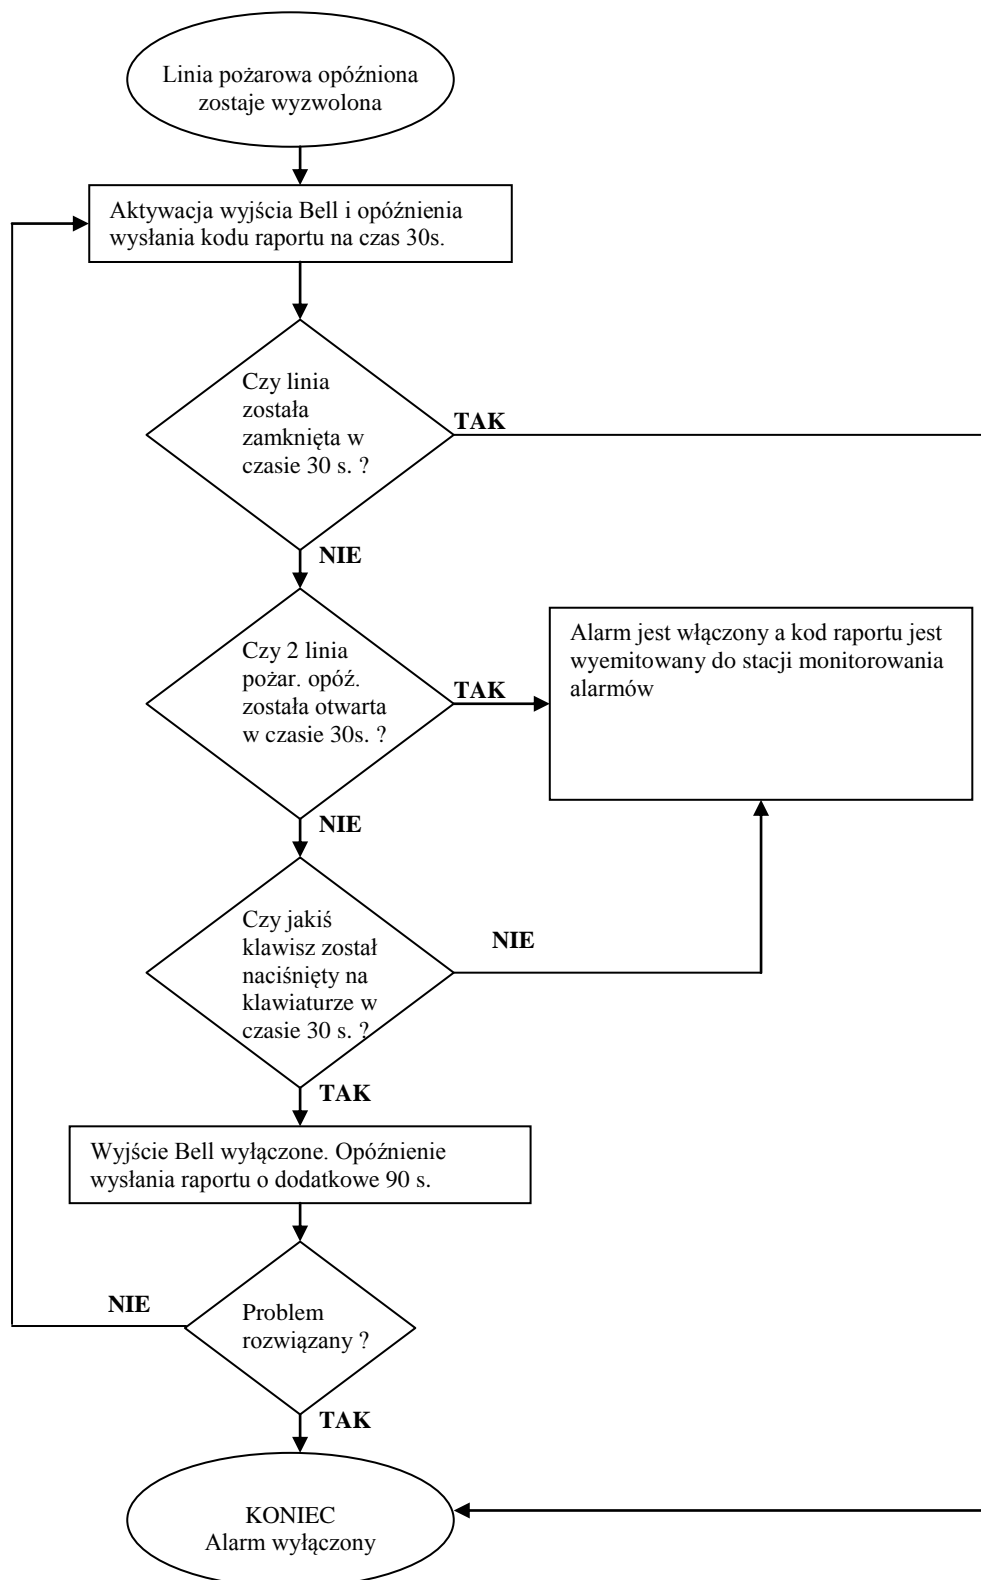 Linia pożarowa opóźniona
zostaje wyzwolona
Aktywacja wyjścia Bell i opóźnienia
wysłania kodu raportu na czas 30s.
Czy linia
została
zamknięta w
czasie 30 s. ?
TAK
NIE
Czy 2 linia
pożar. opóź.
została otwarta
w czasie 30s. ?
TAK
Alarm jest włączony a kod raportu jest
wyemitowany do stacji monitorowania
alarmów
NIE
Czy jakiś
klawisz został
naciśnięty na
klawiaturze w
czasie 30 s. ?
NIE
TAK
Wyjście Bell wyłączone. Opóźnienie
wysłania raportu o dodatkowe 90 s.
NIE
Problem
rozwiązany ?
TAK
KONIEC
Alarm wyłączony